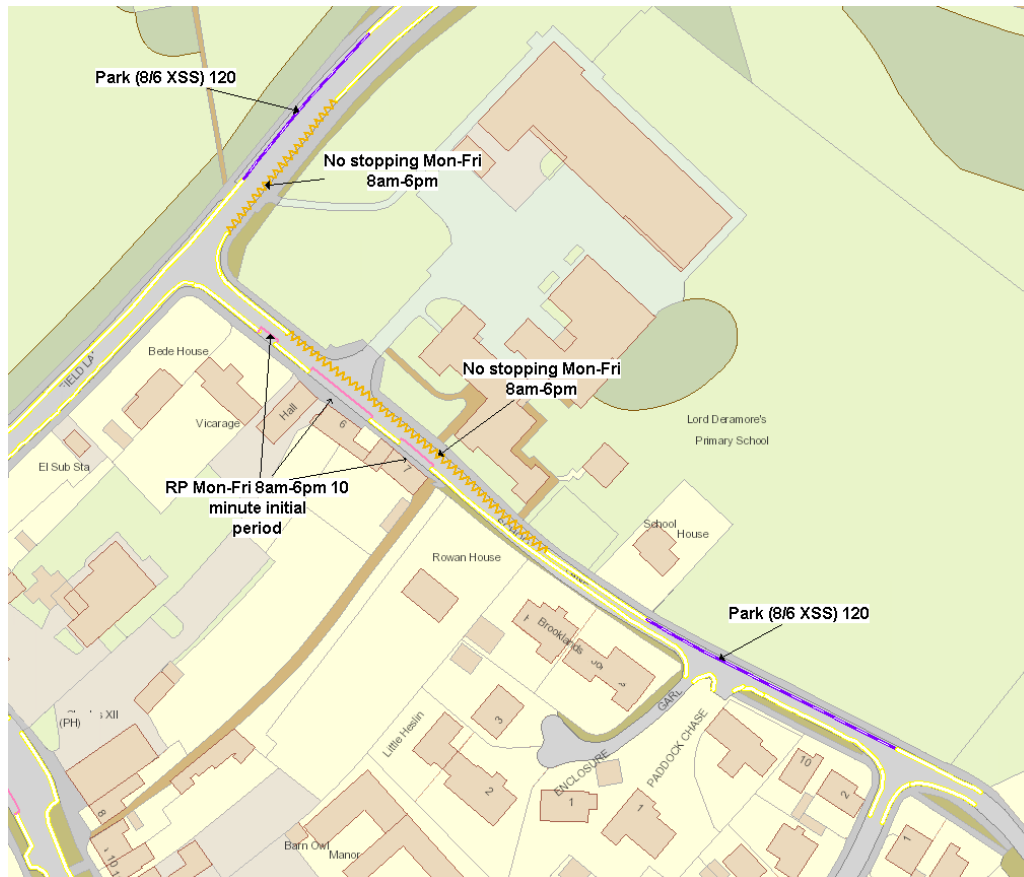 Park (8/6 XSS) 120
No stopping Mon-Fri
8am-6pm
Bede House
No stopping Mon-Fri
8am-6pm
Vicarage
Hall
6
Lord Deramore's
Primary School
El Sub Sta
7
RP Mon-Fri 8am-6pm 10
minute initial
period
School
House
Rowan House
Park (8/6 XSS) 120
Brooklands
(PH)
XII
3
Little Heslin
PADDOCK CHASE
ENCLOSURE
10
2
2
1
1
8
1
Barn Owl
Manor